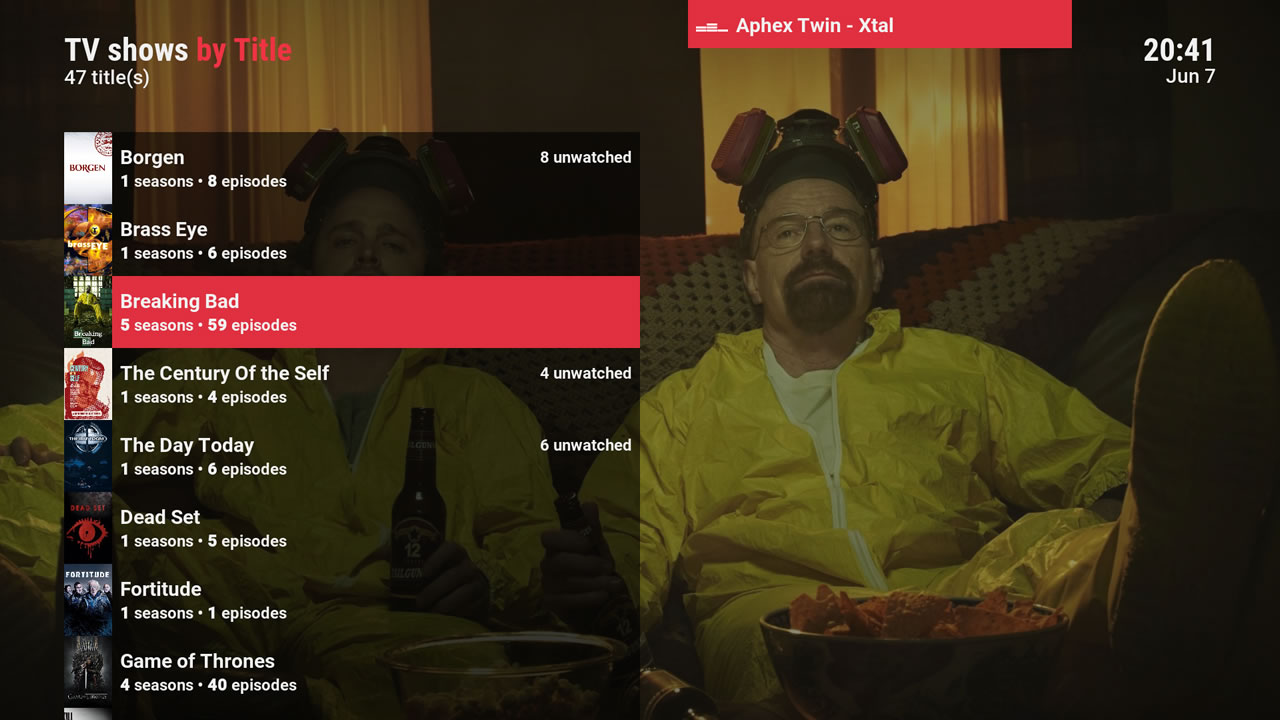 Aphex Twin - Xtal
TV shows by Title
47 title(s)
20:41
Jun 7
BORGEN
Borgen
8 unwatched
1 seasons • 8 episodes
brassEYE
Brass Eye
1 seasons • 6 episodes
Breaking Bad
Breaking Bad
5 seasons • 59 episodes
The Century Of the Self
4 unwatched
1 seasons • 4 episodes
The Day Today
6 unwatched
1 seasons • 6 episodes
DEAD SET
Dead Set
1 seasons • 5 episodes
FORTITUDE
Fortitude
1 seasons • 1 episodes
Game of Thrones
4 seasons • 40 episodes
12